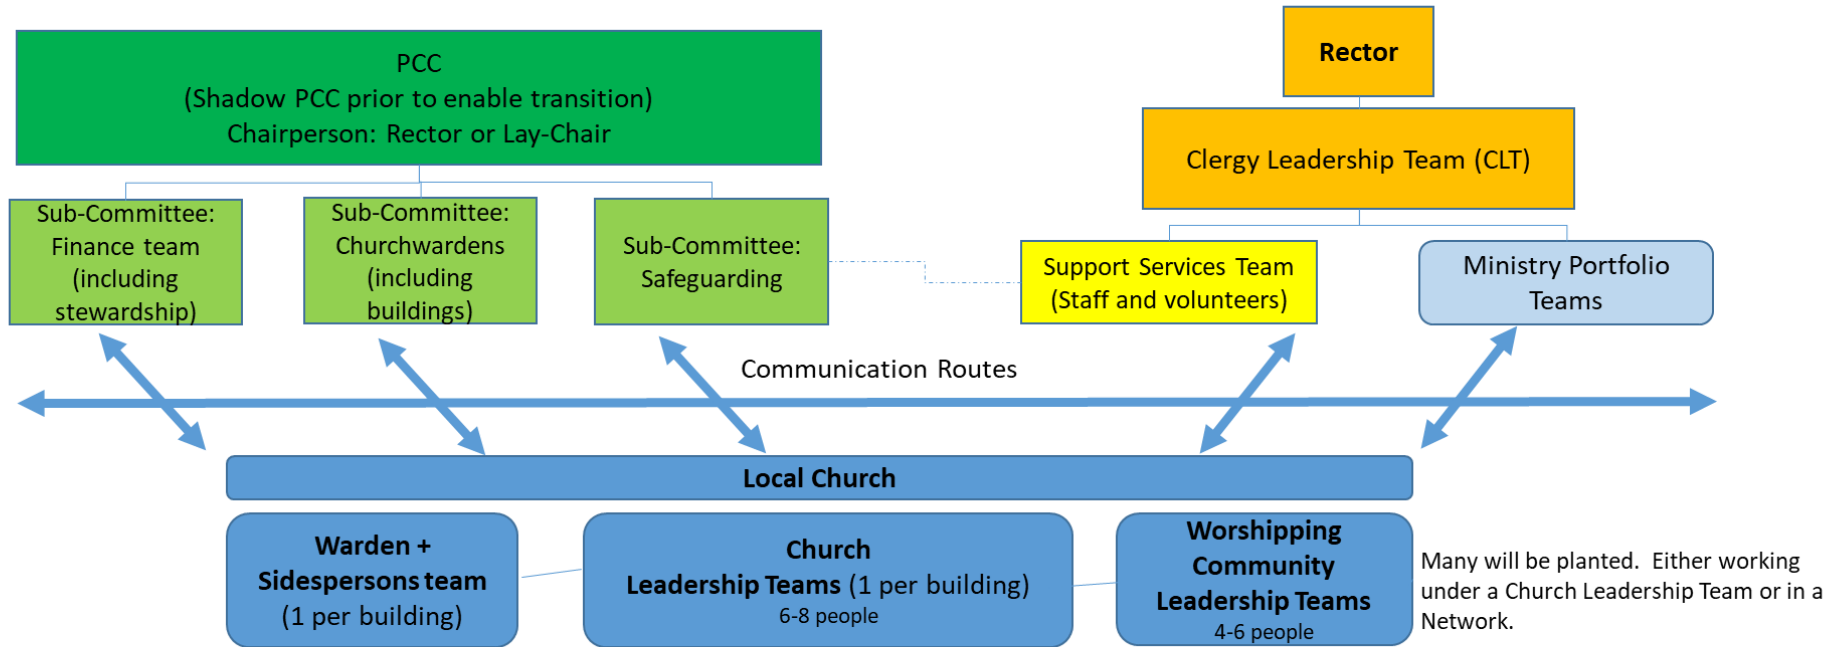 PCC
(Shadow PCC prior to enable transition)
Chairperson: Rector or Lay-Chair
Rector
Clergy Leadership Team (CLT)
Sub-Committee:
Finance team
(including
stewardship)
Sub-Committee:
Churchwardens
(including
buildings)
Sub-Committee:
Safeguarding
Support Services Team
(Staff and volunteers)
Ministry Portfolio
Teams
Communication Routes
Local Church
Warden +
Sidespersons team
(1 per building)
Church
Leadership Teams (1 per building)
6-8 people
Worshipping
Community
Leadership Teams
4-6 people
Many will be planted. Either working
under a Church Leadership Team or in a
Network.